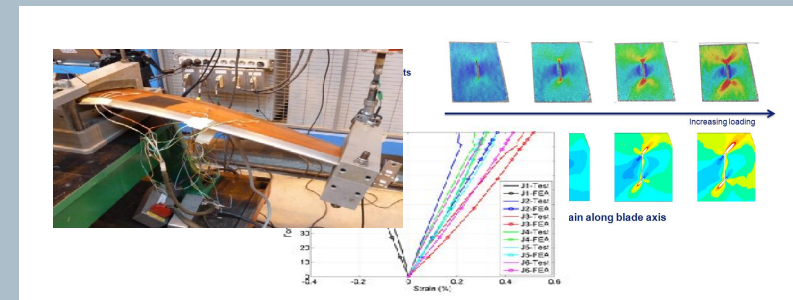 ts
Increasing loading
ain along blade axis
J1-Test
J1-FEA
J2-Test
J2-FEA
J3-Test
J3-FEA
J4-Test
J4-FEA
J5-Test
J5-FEA
J6-Test
J6-FEA
30
20
10
-0.4 -0.2 0 0.2 0.4 0.6
Strain (%)